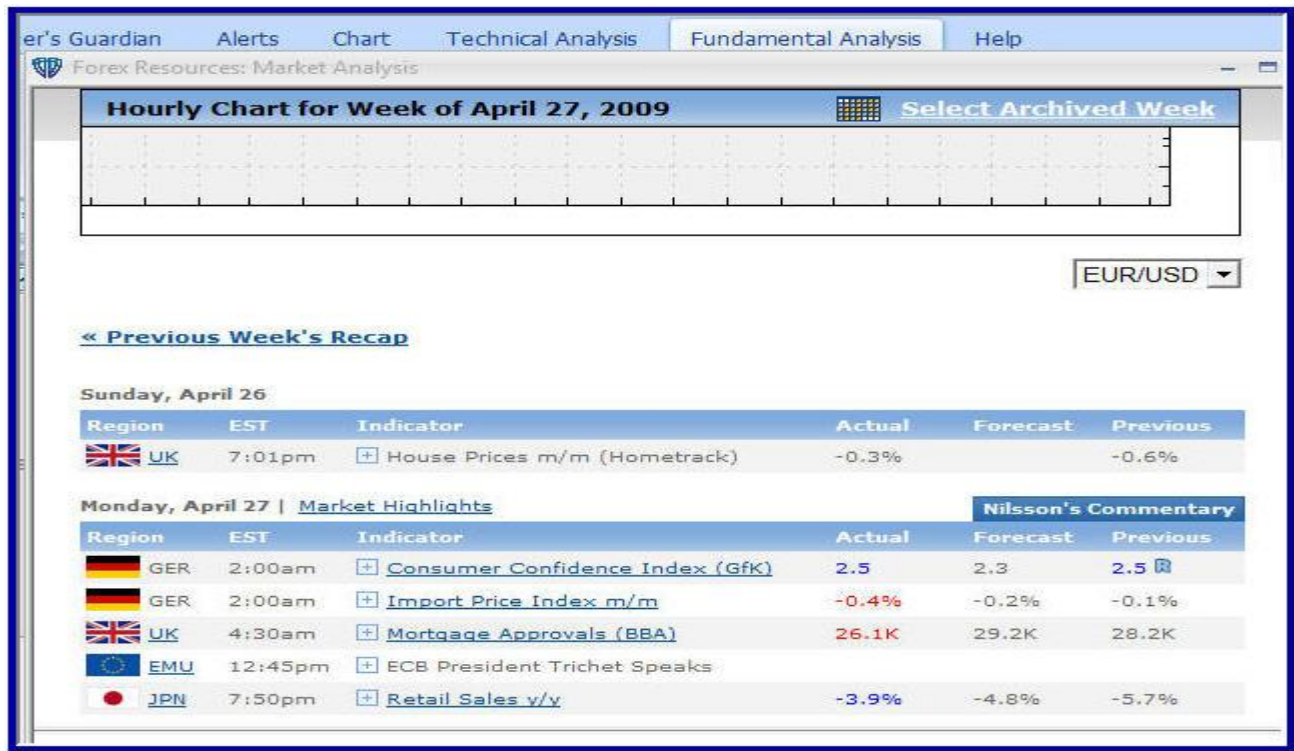 er's Guardian Alerts Chart Technical Analysis Fundamental Analysis Help
Forex Resources: Market Analysis
Hourly Chart for Week of April 27, 2009 Select Archived Week
EUR/USD
« Previous Week's Recap
Sunday, April 26
Region EST Indicator Actual Forecast Previous
UK 7:01pm House Prices m/m (Hometrack) -0.3% -0.6%
Monday, April 27 | Market Highlights Nilsson's Commentary
Region EST Indicator Actual Forecast Previous
GER 2:00am Consumer Confidence Index (GfK) 2.5 2.3 2.5 R
GER 2:00am Import Price Index m/m -0.4% -0.2% -0.1%
UK 4:30am Mortgage Approvals (BBA) 26.1K 29.2K 28.2K
EMU 12:45pm ECB President Trichet Speaks
JPN 7:50pm Retail Sales y/y -3.9% -4.8% -5.7%